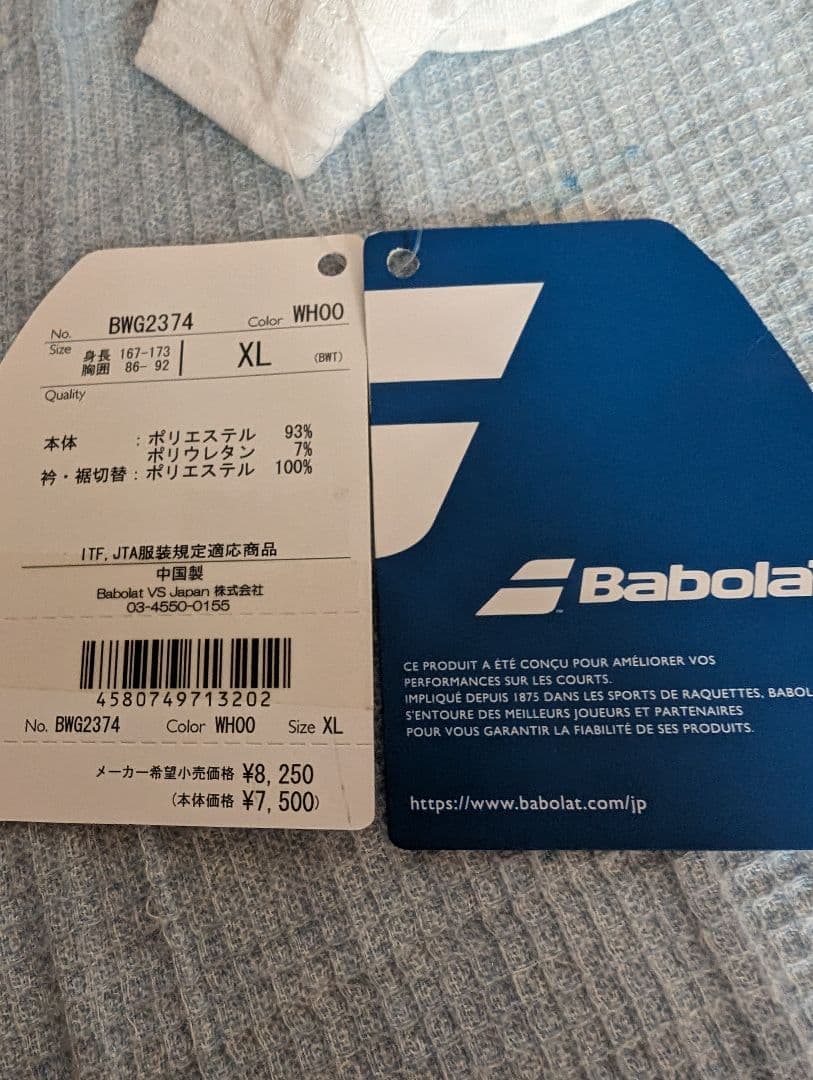 No. BWG2374 Color WH00
Size 身長 167-173 胸囲 86- 92 XL (BWT)
Quality
本体 : ポリエステル 93%
ポリウレタン 7%
衿・裾切替 : ポリエステル 100%
ITF, JTA服装規定適応商品
中国製
Babolat VS Japan 株式会社
03-4550-0155
4580749713202
No. BWG2374 Color WH00 Size XL
メーカー希望小売価格 ¥8,250
(本体価格 ¥7,500)
Babolat
CE PRODUIT A ÉTÉ CONÇU POUR AMÉLIORER VOS
PERFORMANCES SUR LES COURTS.
IMPLIQUÉ DEPUIS 1875 DANS LES SPORTS DE RAQUETTES, BABOL
S'ENTOURE DES MEILLEURS JOUEURS ET PARTENAIRES
POUR VOUS GARANTIR LA FIABILITÉ DE SES PRODUITS.
https://www.babolat.com/jp